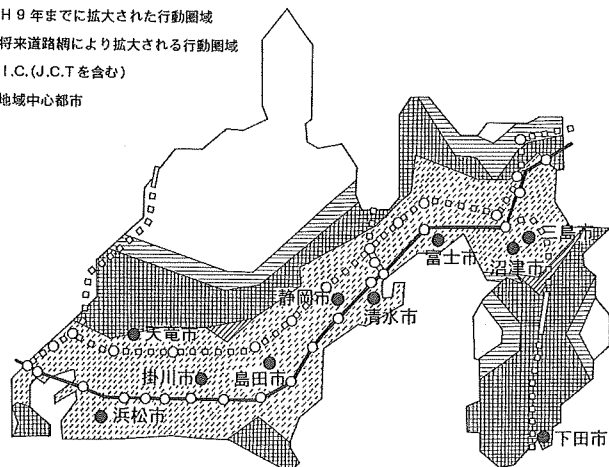 H9年までに拡大された行動圏域
将来道路網により拡大される行動圏域
I.C.(J.C.Tを含む)
地域中心都市
三島市
富士市
沼津市
静岡市
清水市
天竜市
掛川市
島田市
浜松市
下田市